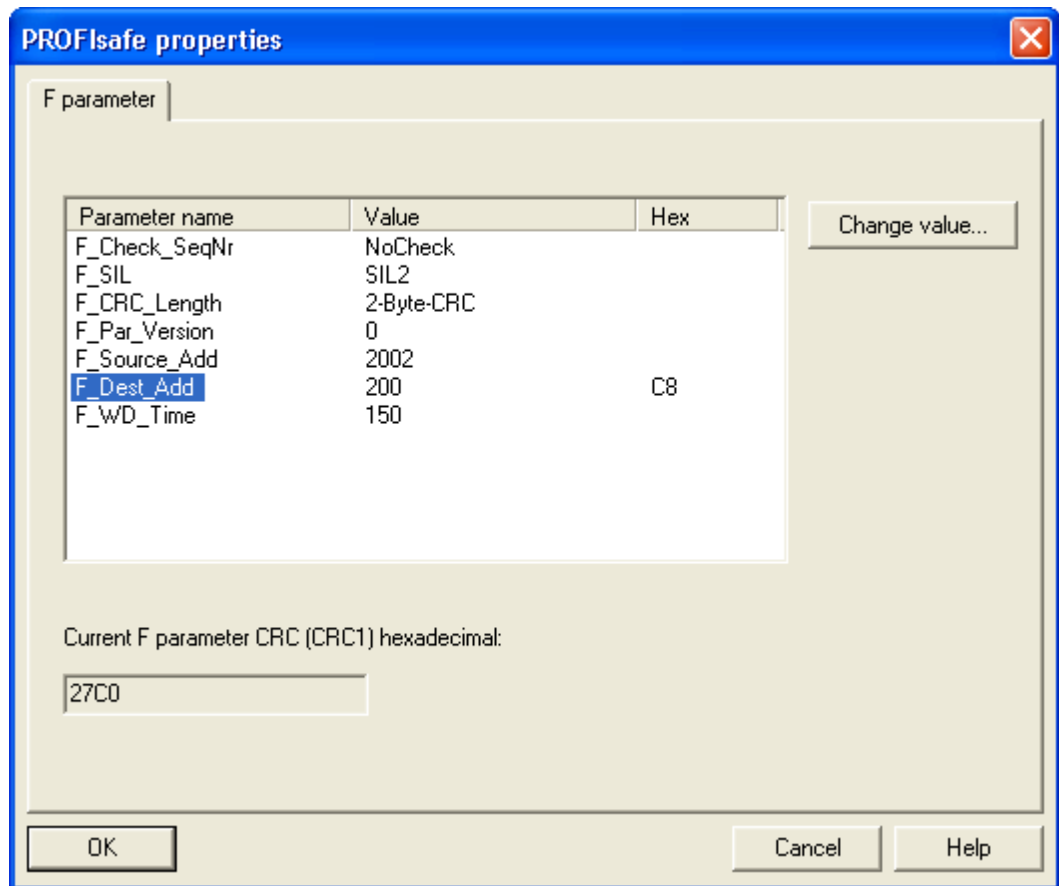 PROFIsafe properties
F parameter
Parameter name Value Hex
Change value...
F_Check_SeqNr NoCheck
F_SIL SIL2
F_CRC_Length 2-Byte-CRC
F_Par_Version 0
F_Source_Add 2002
F_Dest_Add 200 C8
F_WD_Time 150
Current F parameter CRC (CRC1) hexadecimal:
27C0
OK Cancel Help